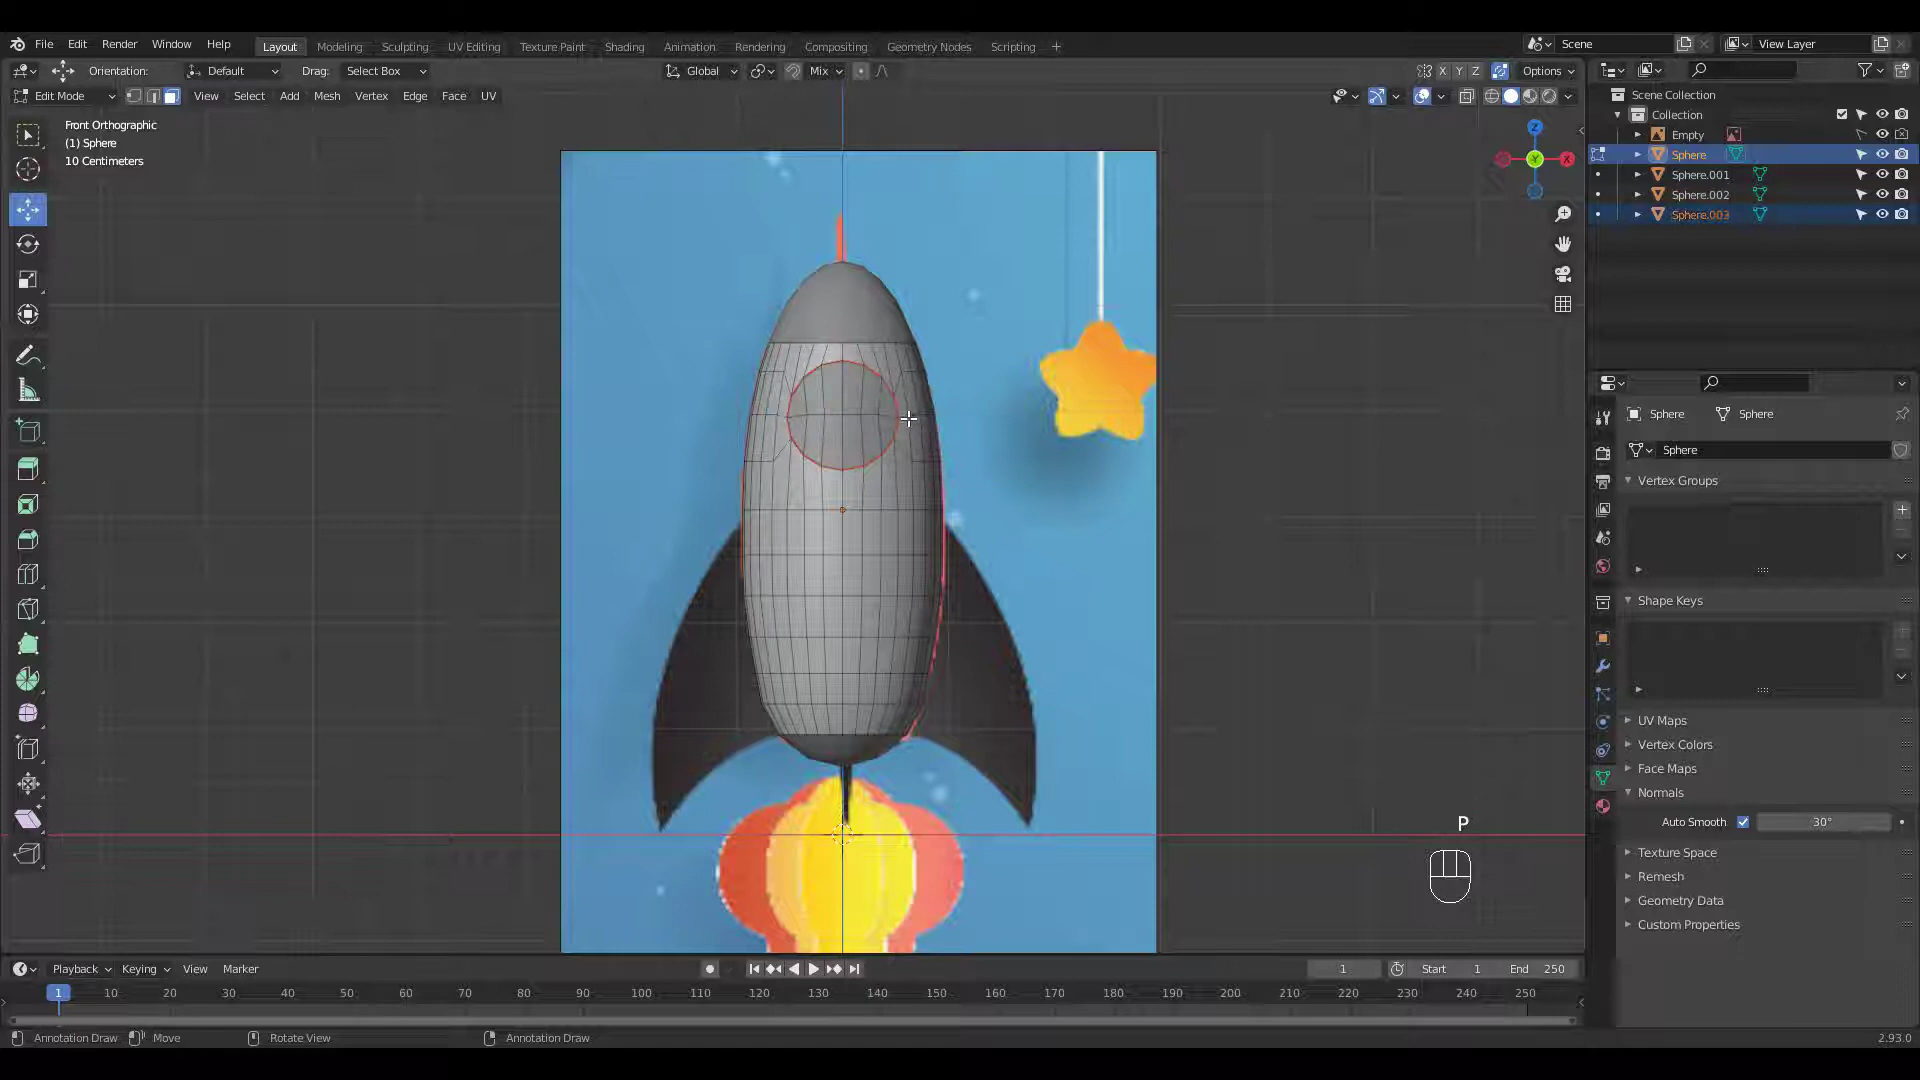 File Edit Render Window Help Layout Modeling Sculpting UV Editing Texture Paint Shading Animation Rendering Compositing Geometry Nodes Scripting + Scene View Layer
Orientation: Default Drag: Select Box Global Mix X Y Z Options
Edit Mode View Select Add Mesh Vertex Edge Face UV
Front Orthographic
(1) Sphere
10 Centimeters
Z
Y
X
Scene Collection
Collection
Empty
Sphere
Sphere.001
Sphere.002
Sphere.003
Sphere Sphere
Sphere
Vertex Groups
Shape Keys
UV Maps
Vertex Colors
Face Maps
Normals
Auto Smooth 30°
Texture Space
Remesh
Geometry Data
Custom Properties
P
Playback Keying View Marker 1 Start 1 End 250
1 10 20 30 40 50 60 70 80 90 100 110 120 130 140 150 160 170 180 190 200 210 220 230 240 250
Annotation Draw Move Rotate View Annotation Draw 2.93.0